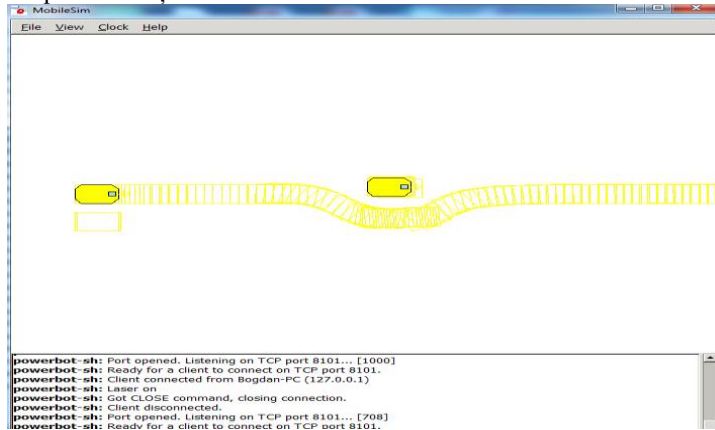 MobileSim
File View Clock Help
powerbot-sh: Port opened. Listening on TCP port 8101... [1000]
powerbot-sh: Ready for a client to connect on TCP port 8101.
powerbot-sh: Client connected from Bogdan-PC (127.0.0.1)
powerbot-sh: Laser on
powerbot-sh: Got CLOSE command, closing connection.
powerbot-sh: Client disconnected.
powerbot-sh: Port opened. Listening on TCP port 8101... [708]
powerbot-sh: Ready for a client to connect on TCP port 8101.